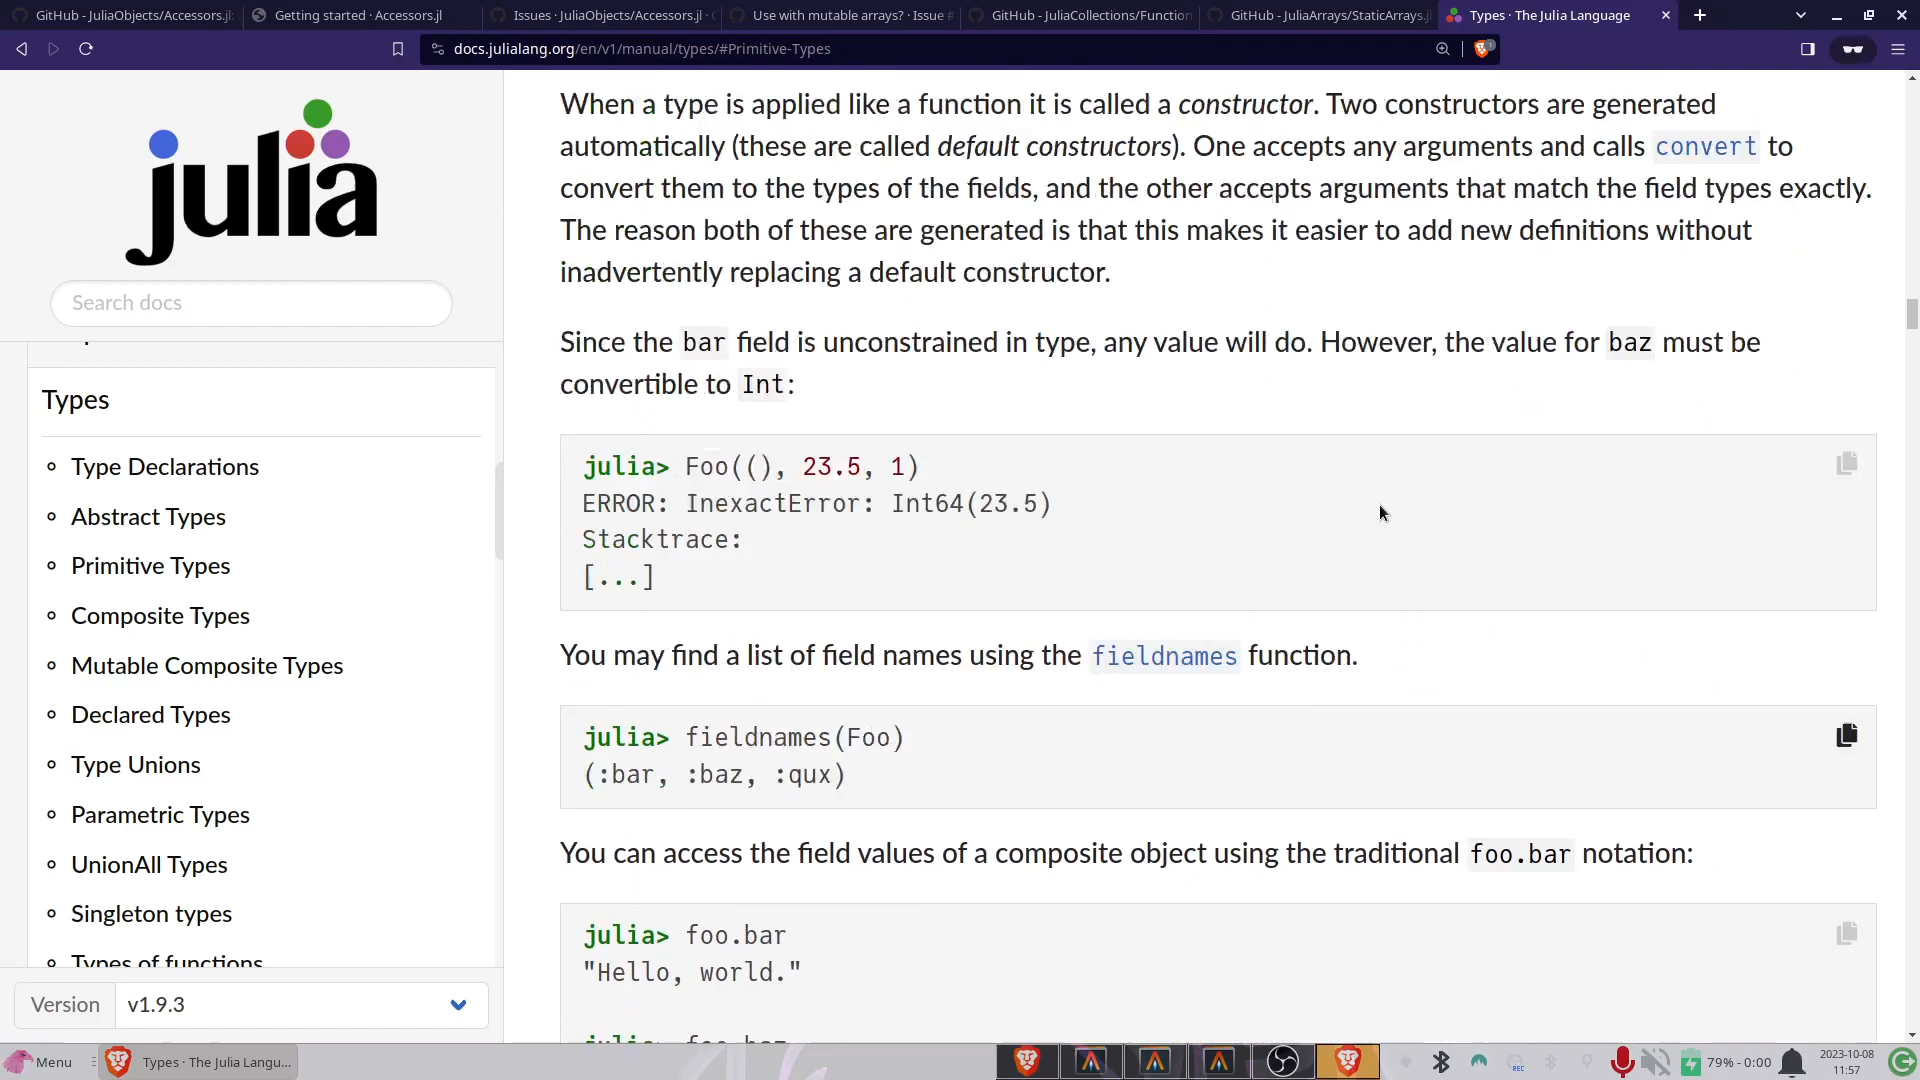 GitHub - JuliaObjects/Accessors.jl:
Getting started · Accessors.jl
Issues · JuliaObjects/Accessors.jl ·
Use with mutable arrays? · Issue #
GitHub - JuliaCollections/Function
GitHub - JuliaArrays/StaticArrays.jl
Types · The Julia Language
docs.julialang.org/en/v1/manual/types/#Primitive-Types
julia
Search docs
Types
Type Declarations
Abstract Types
Primitive Types
Composite Types
Mutable Composite Types
Declared Types
Type Unions
Parametric Types
UnionAll Types
Singleton types
Types of functions
Version v1.9.3
When a type is applied like a function it is called a constructor. Two constructors are generated
automatically (these are called default constructors). One accepts any arguments and calls convert to
convert them to the types of the fields, and the other accepts arguments that match the field types exactly.
The reason both of these are generated is that this makes it easier to add new definitions without
inadvertently replacing a default constructor.
Since the bar field is unconstrained in type, any value will do. However, the value for baz must be
convertible to Int:
julia> Foo((), 23.5, 1)
ERROR: InexactError: Int64(23.5)
Stacktrace:
[...]
You may find a list of field names using the fieldnames function.
julia> fieldnames(Foo)
(:bar, :baz, :qux)
You can access the field values of a composite object using the traditional foo.bar notation:
julia> foo.bar
"Hello, world."
julia> foo.baz
Menu
Types · The Julia Langu...
REC
79% - 0:00
2023-10-08
11:57